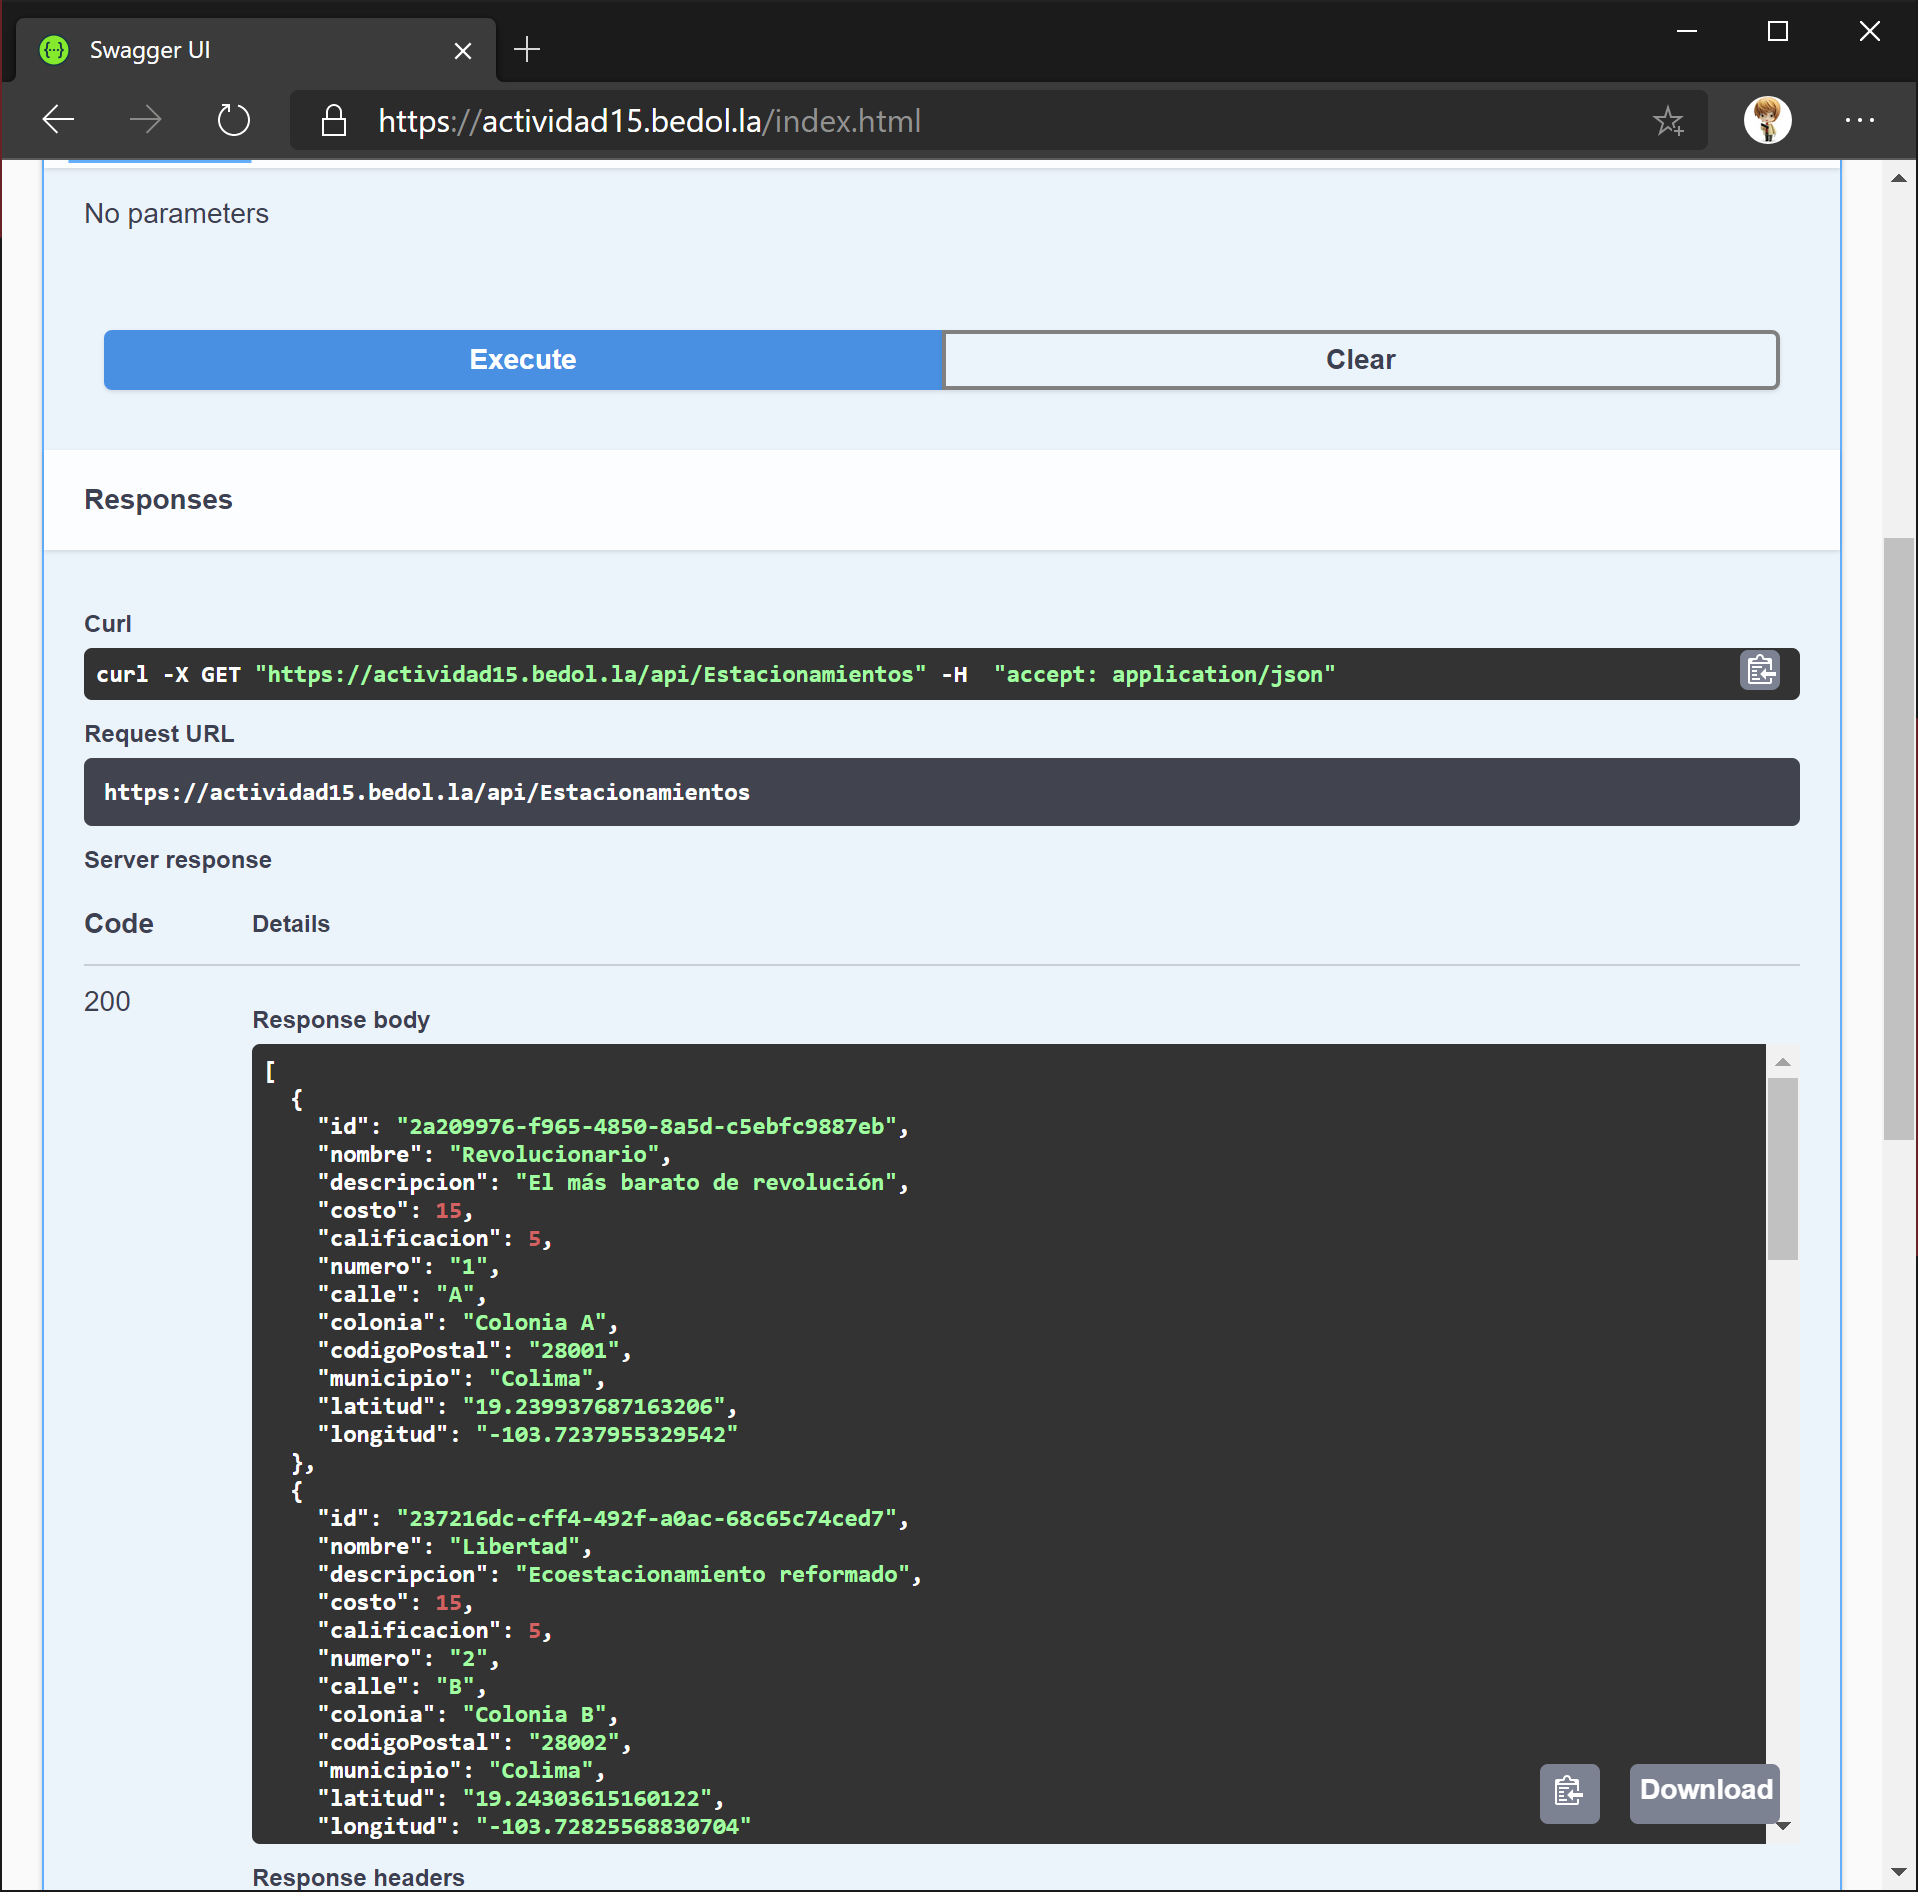 Swagger UI
https://actividad15.bedol.la/index.html
No parameters
Execute
Clear
Responses
Curl
curl -X GET "https://actividad15.bedol.la/api/Estacionamientos" -H  "accept: application/json"
Request URL
https://actividad15.bedol.la/api/Estacionamientos
Server response
Code
Details
200
Response body
[
  {
    "id": "2a209976-f965-4850-8a5d-c5ebfc9887eb",
    "nombre": "Revolucionario",
    "descripcion": "El más barato de revolución",
    "costo": 15,
    "calificacion": 5,
    "numero": "1",
    "calle": "A",
    "colonia": "Colonia A",
    "codigoPostal": "28001",
    "municipio": "Colima",
    "latitud": "19.239937687163206",
    "longitud": "-103.7237955329542"
  },
  {
    "id": "237216dc-cff4-492f-a0ac-68c65c74ced7",
    "nombre": "Libertad",
    "descripcion": "Ecoestacionamiento reformado",
    "costo": 15,
    "calificacion": 5,
    "numero": "2",
    "calle": "B",
    "colonia": "Colonia B",
    "codigoPostal": "28002",
    "municipio": "Colima",
    "latitud": "19.24303615160122",
    "longitud": "-103.72825568830704"
Download
Response headers